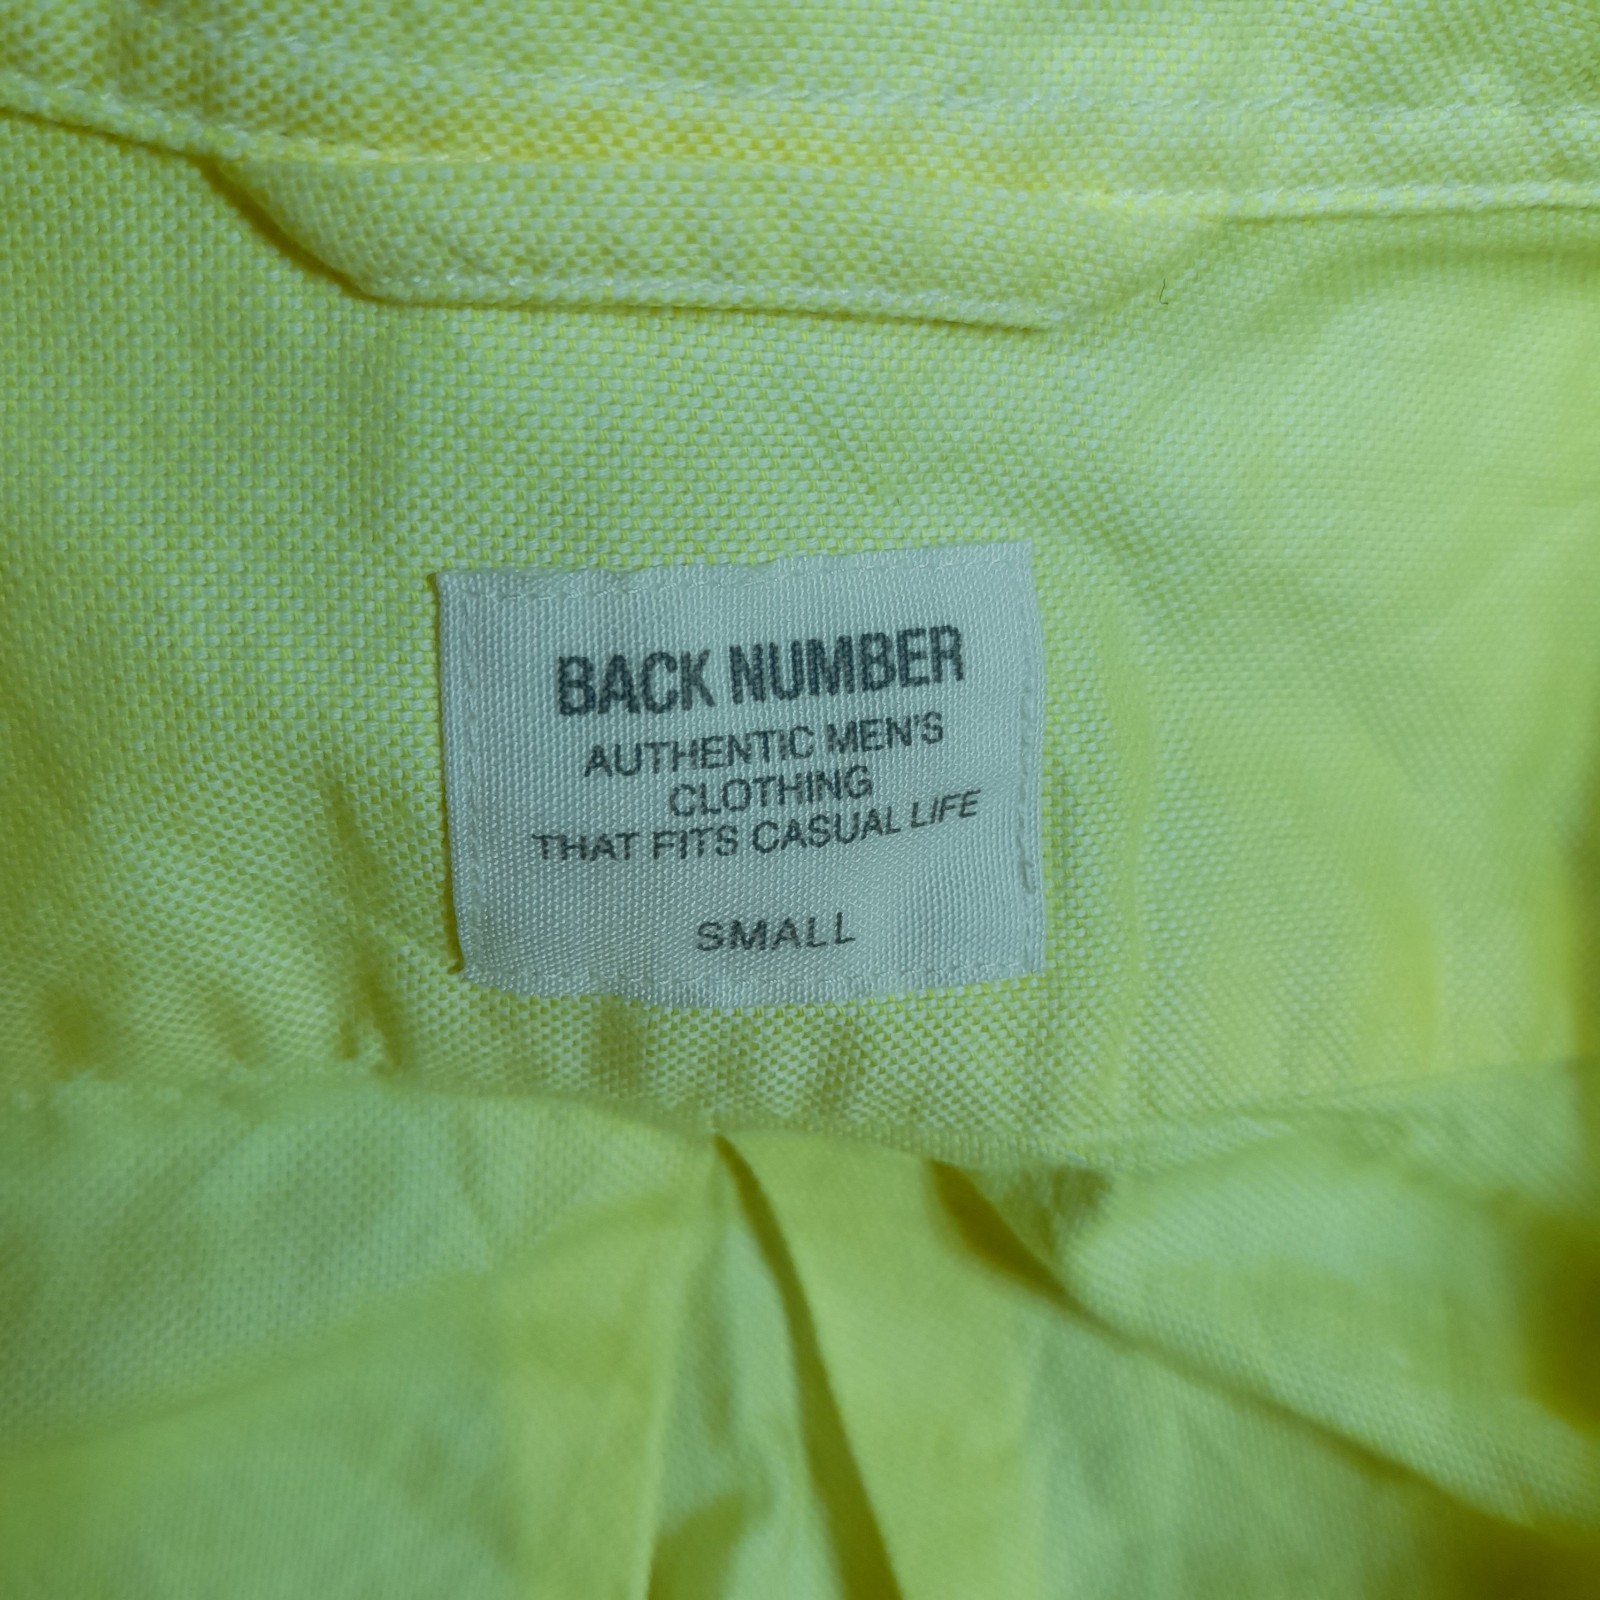 BACK NUMBER
AUTHENTIC MEN'S
CLOTHING
THAT FITS CASUAL LIFE
SMALL